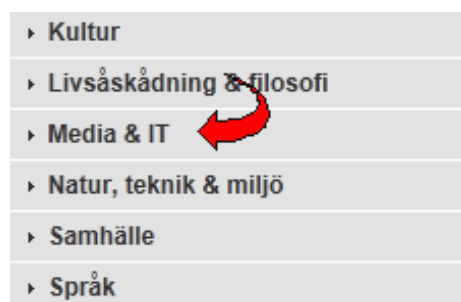 Kultur
Livsåskådning & filosofi
Media & IT
Natur, teknik & miljö
Samhälle
Språk